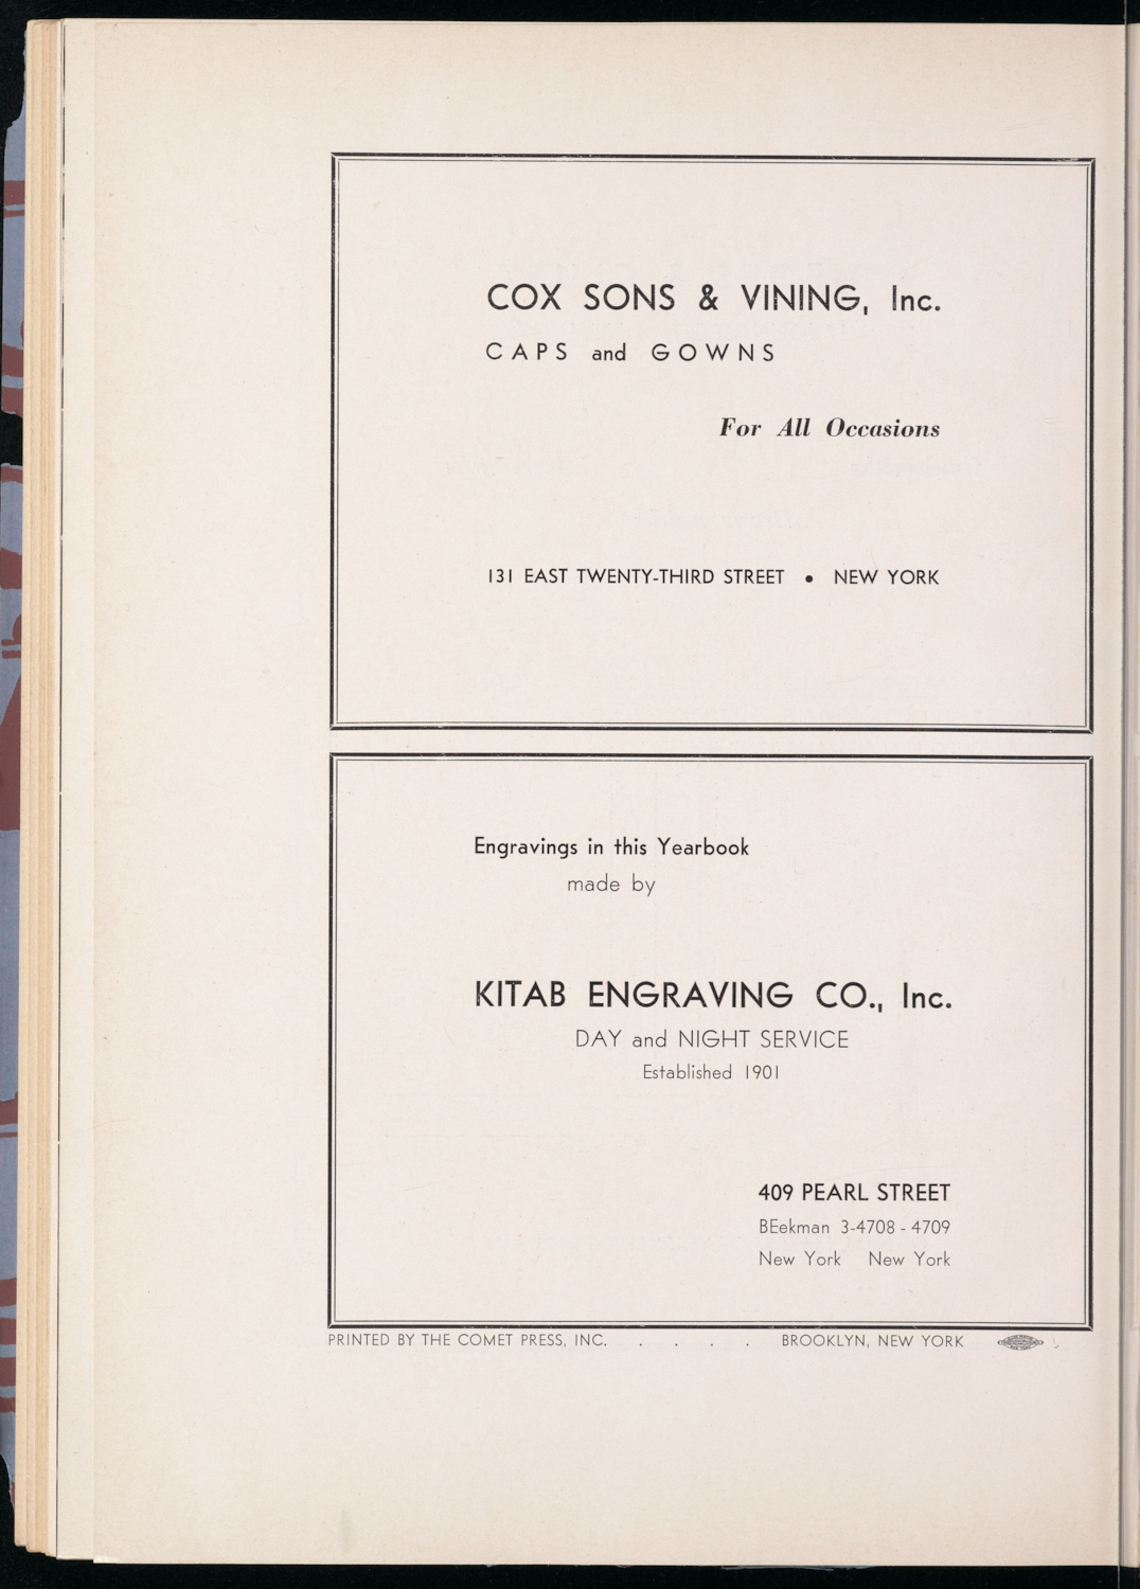 COX SONS & VINING, Inc.
CAPS and GOWNS
For All Occasions
131 EAST TWENTY-THIRD STREET • NEW YORK
Engravings in this Yearbook
made by
KITAB ENGRAVING CO., Inc.
DAY and NIGHT SERVICE
Established 1901
409 PEARL STREET
BEekman 3-4708 - 4709
New York New York
PRINTED BY THE COMET PRESS, INC. . . . . BROOKLYN, NEW YORK